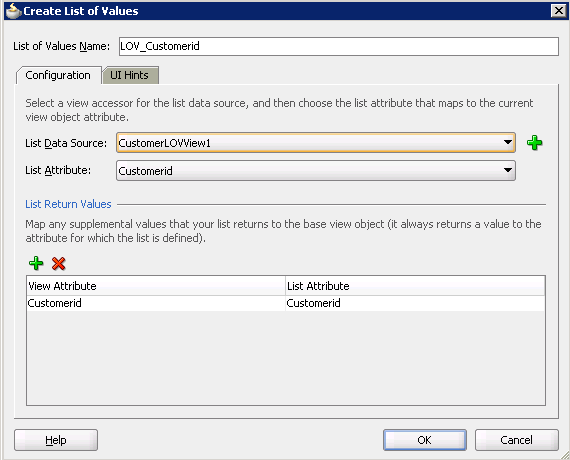 Create List of Values
List of Values Name: LOV_Customerid
Configuration UI Hints
Select a view accessor for the list data source, and then choose the list attribute that maps to the current
view object attribute.
List Data Source: CustomerLOVView1
List Attribute: Customerid
List Return Values
Map any supplemental values that your list returns to the base view object (it always returns a value to the
attribute for which the list is defined).
View Attribute List Attribute
Customerid Customerid
Help OK Cancel